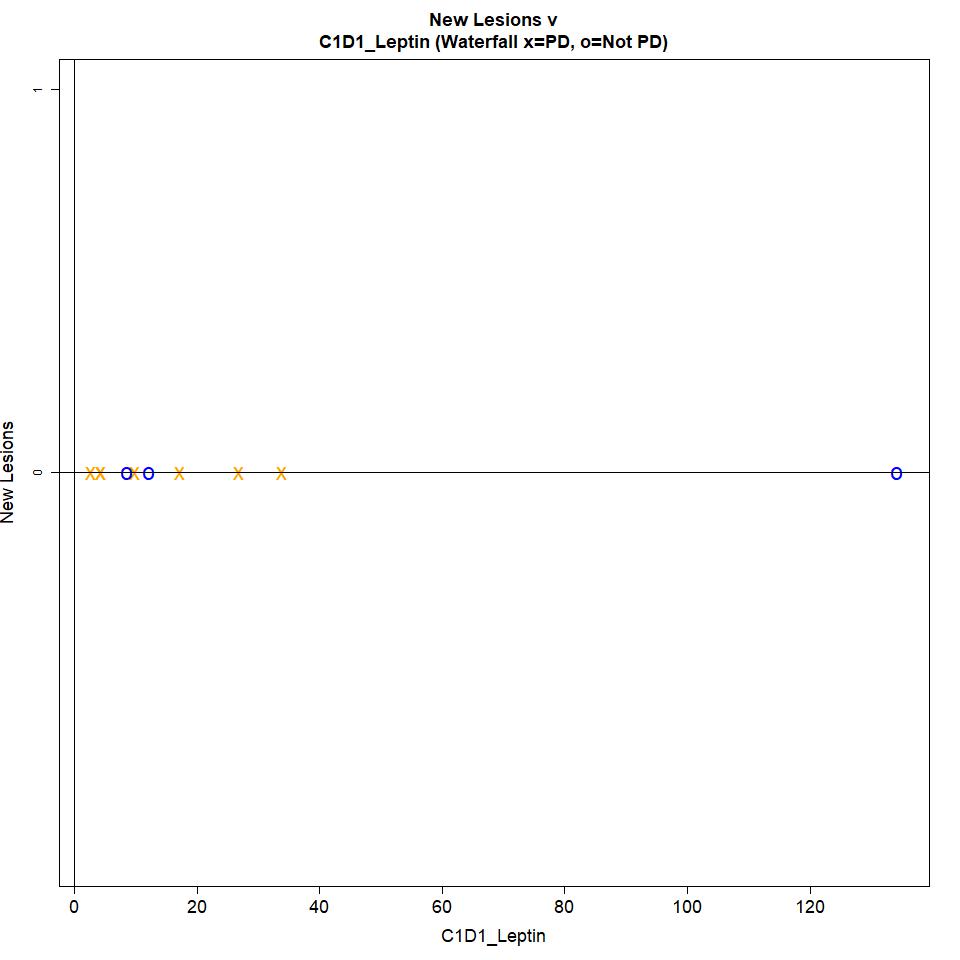 New Lesions v
C1D1_Leptin (Waterfall x=PD, o=Not PD)
New Lesions
1
0
x x o x o x x x o
0 20 40 60 80 100 120
C1D1_Leptin